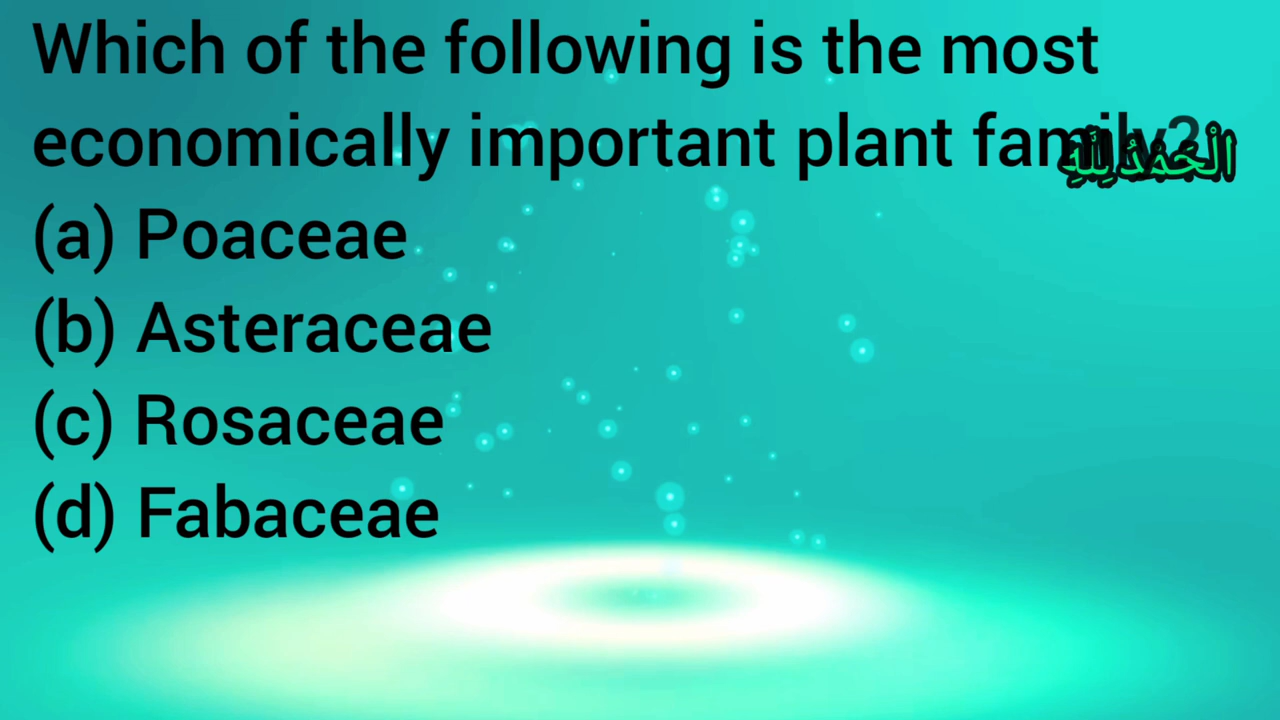 Which of the following is the most
economically important plant family?
الْحَمْدُ لِلَّهِ
(a) Poaceae
(b) Asteraceae
(c) Rosaceae
(d) Fabaceae